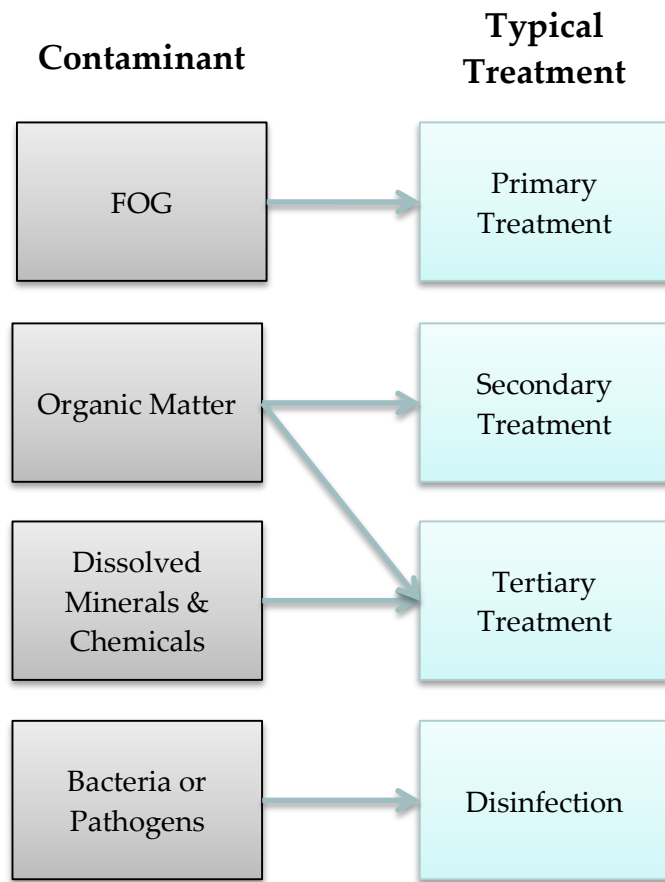 Contaminant
Typical
Treatment
FOG
Primary
Treatment
Organic Matter
Secondary
Treatment
Dissolved
Minerals &
Chemicals
Tertiary
Treatment
Bacteria or
Pathogens
Disinfection